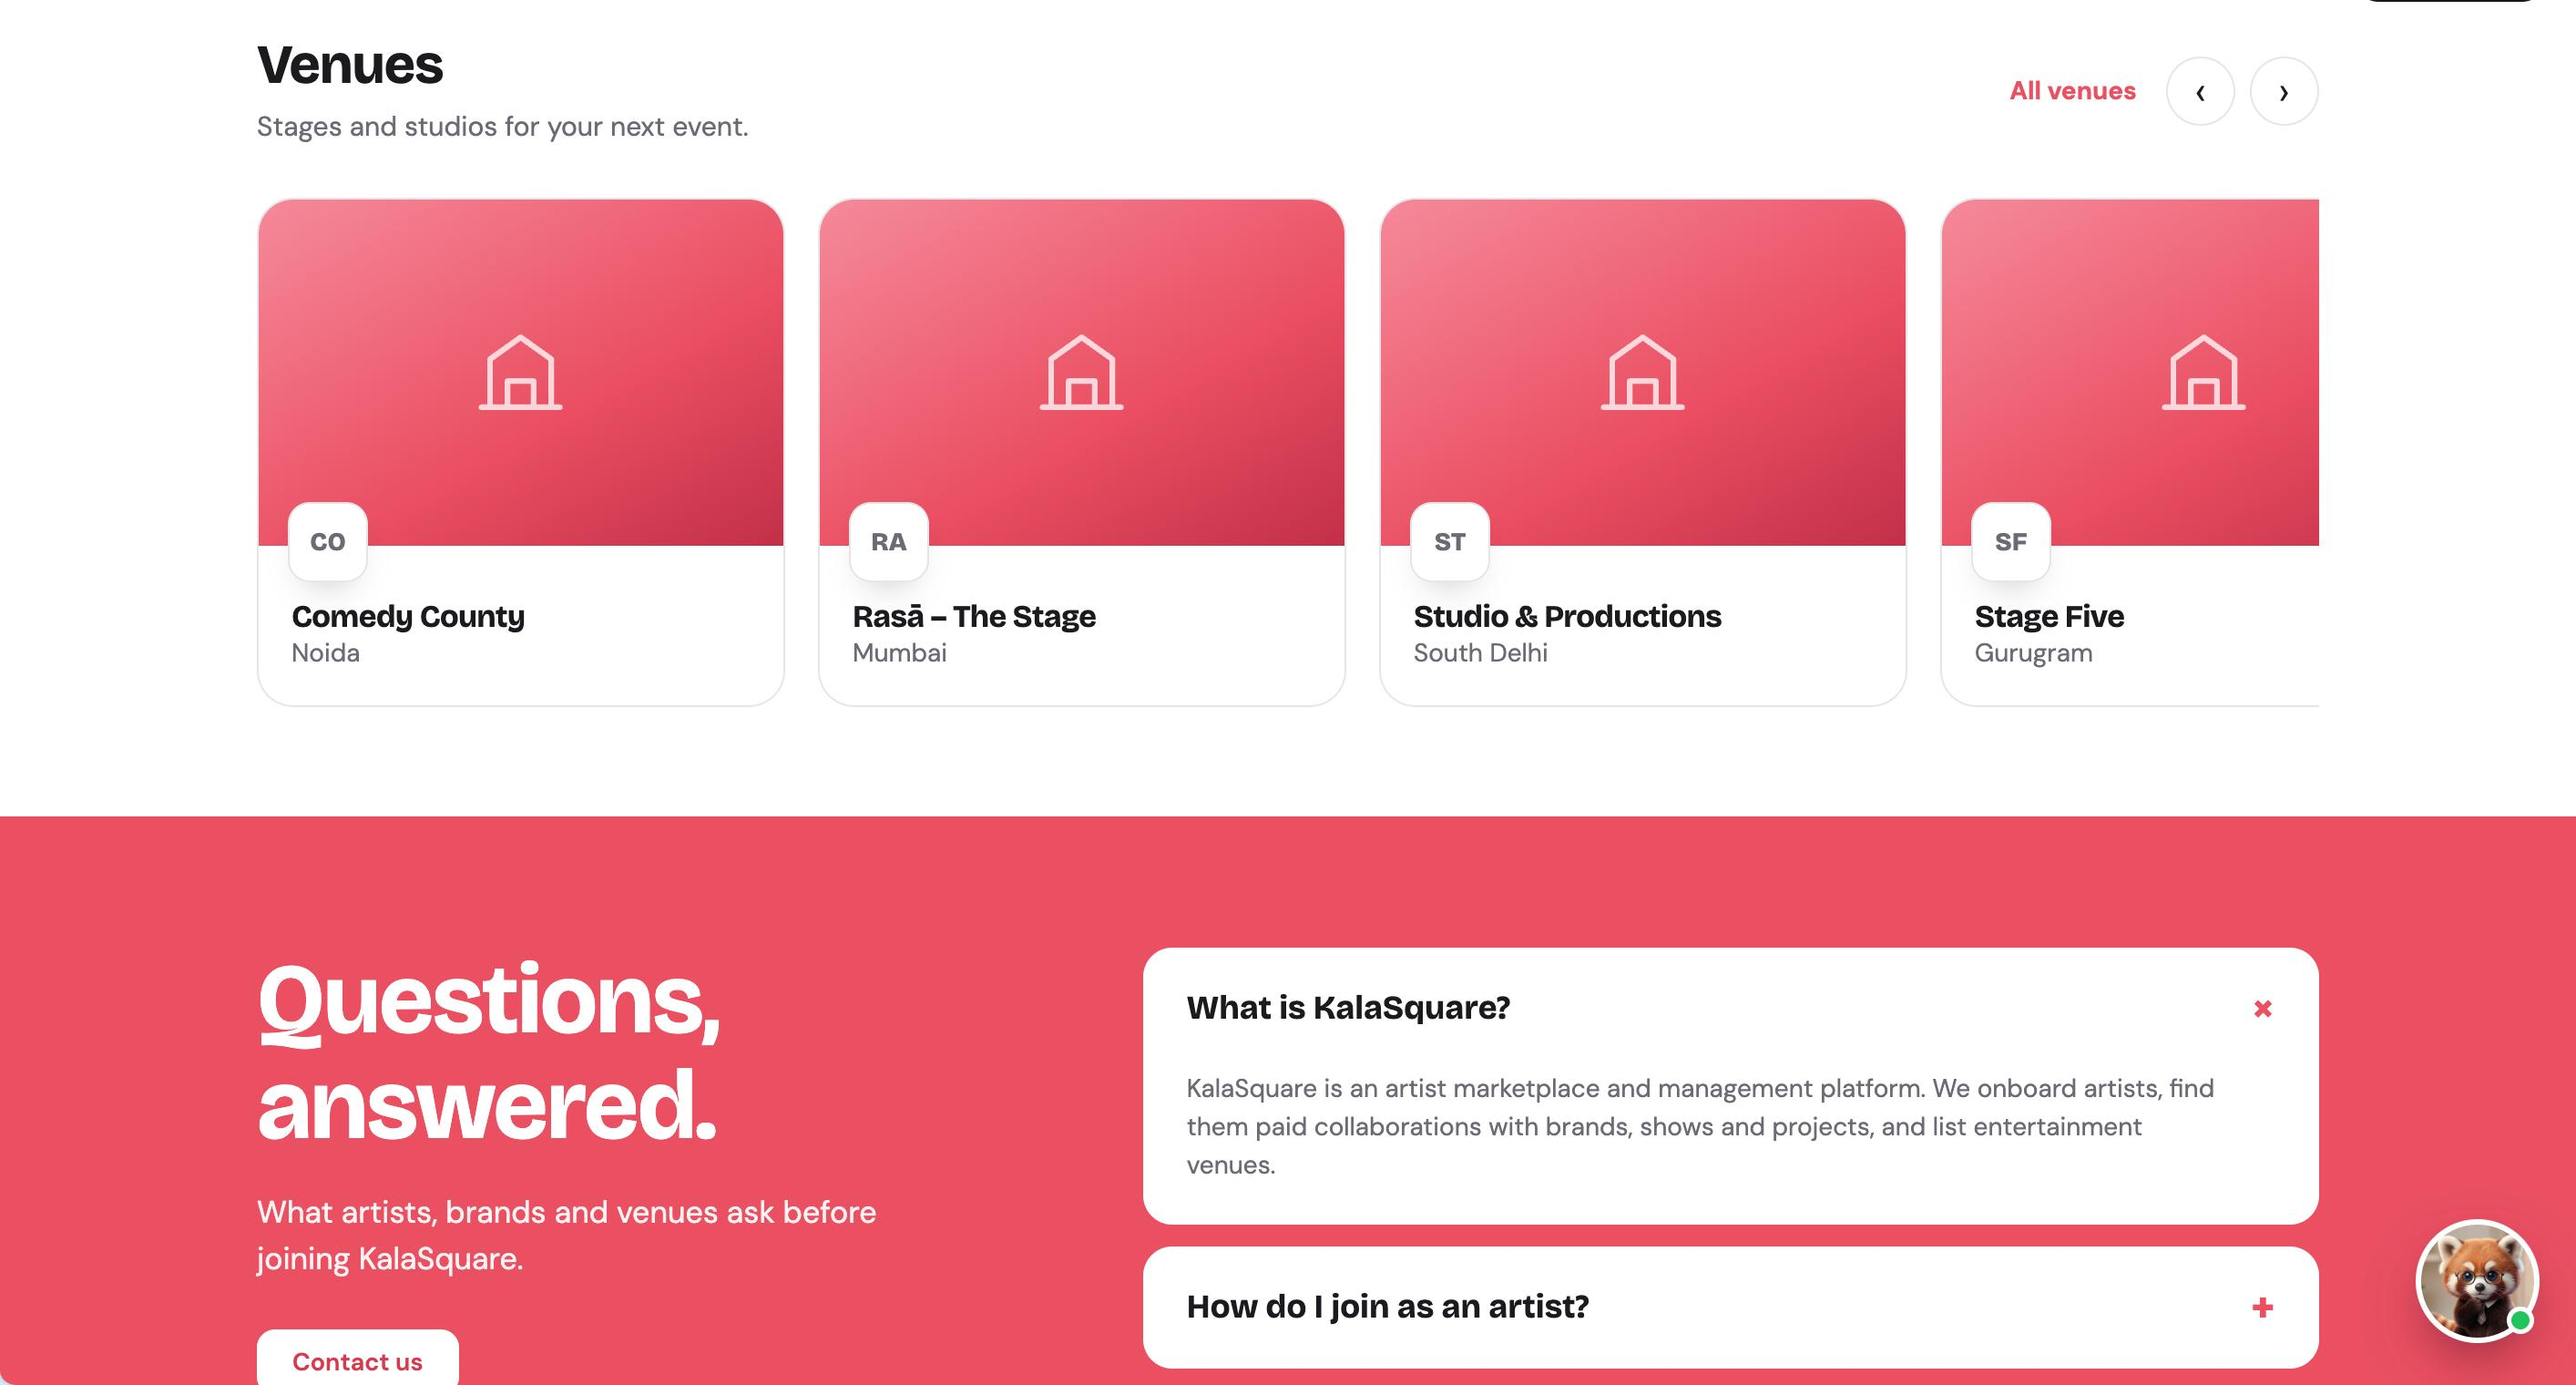 Venues
Stages and studios for your next event.
All venues
‹
›
CO
Comedy County
Noida
RA
Rasā – The Stage
Mumbai
ST
Studio & Productions
South Delhi
SF
Stage Five
Gurugram
Questions,
answered.
What artists, brands and venues ask before
joining KalaSquare.
Contact us
What is KalaSquare?
KalaSquare is an artist marketplace and management platform. We onboard artists, find
them paid collaborations with brands, shows and projects, and list entertainment
venues.
How do I join as an artist?
+